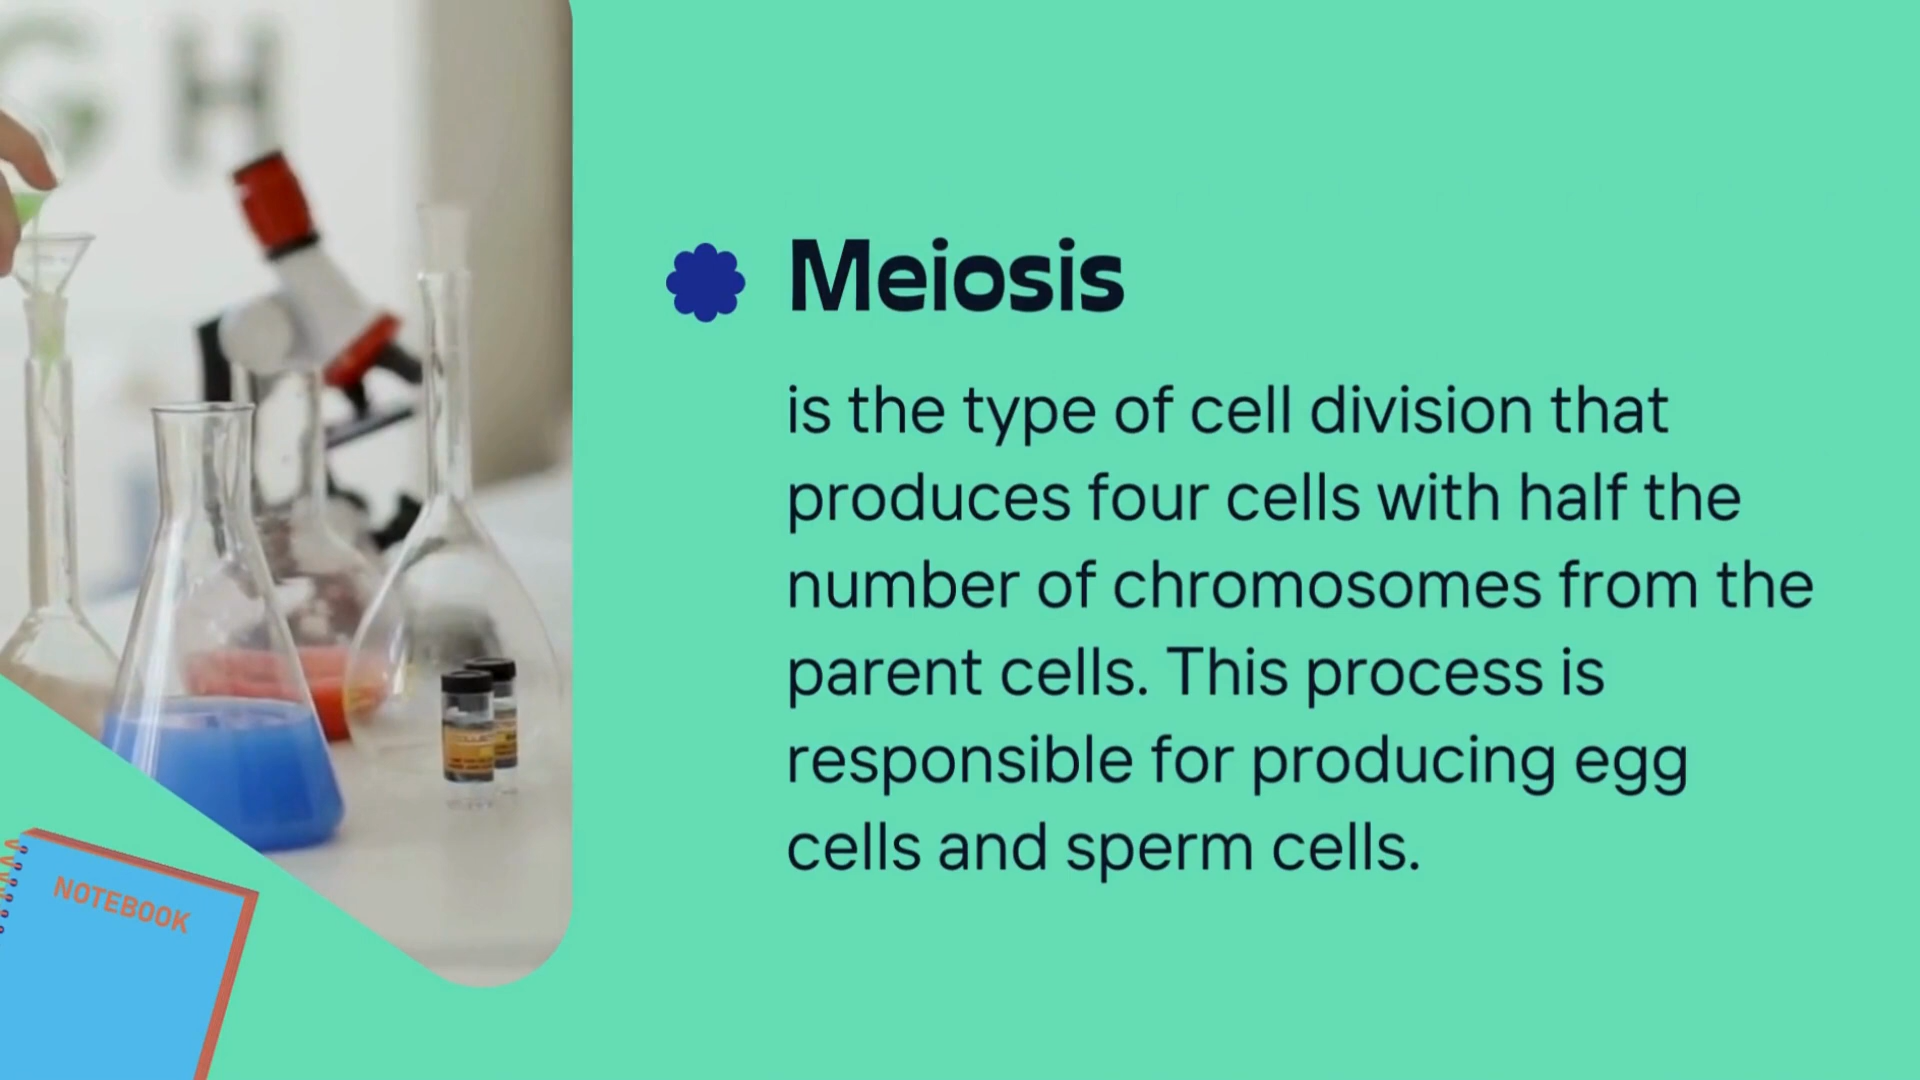 GH
Meiosis
is the type of cell division that
produces four cells with half the
number of chromosomes from the
parent cells. This process is
responsible for producing egg
cells and sperm cells.
NOTEBOOK